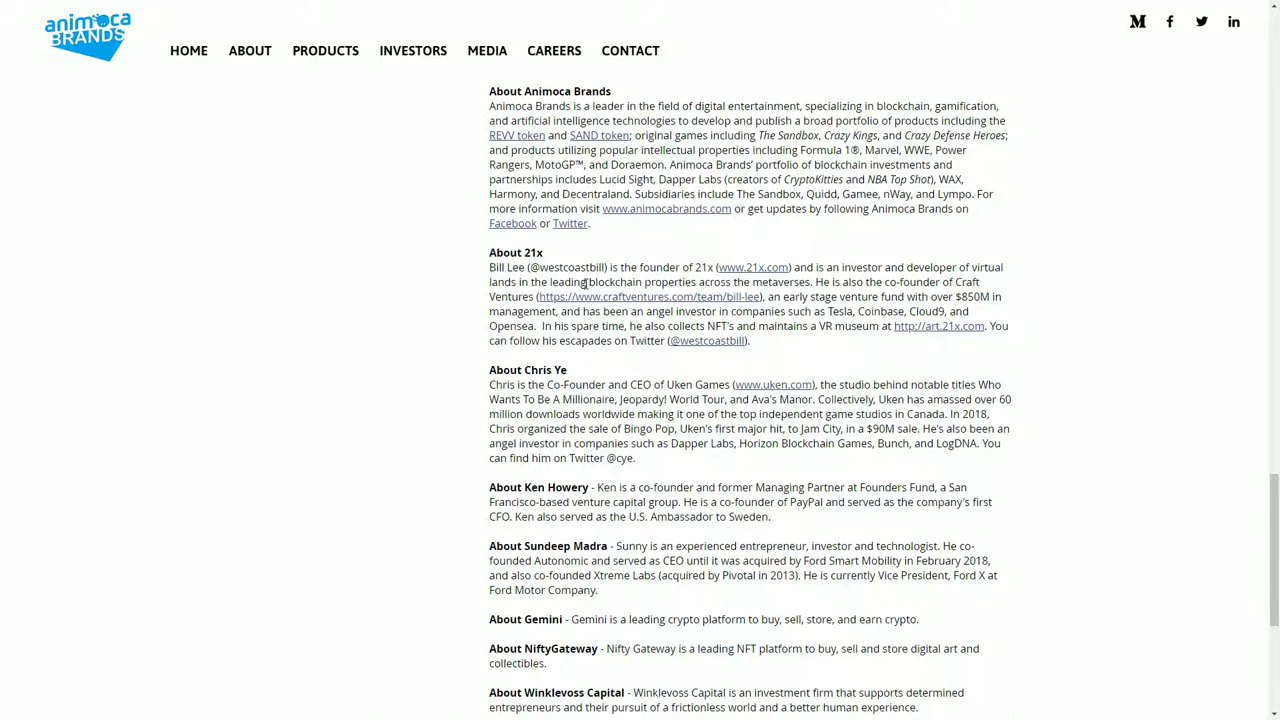 animoca
BRANDS
HOME ABOUT PRODUCTS INVESTORS MEDIA CAREERS CONTACT
About Animoca Brands
Animoca Brands is a leader in the field of digital entertainment, specializing in blockchain, gamification,
and artificial intelligence technologies to develop and publish a broad portfolio of products including the
REVV token and SAND token; original games including The Sandbox, Crazy Kings, and Crazy Defense Heroes;
and products utilizing popular intellectual properties including Formula 1®, Marvel, WWE, Power
Rangers, MotoGP™, and Doraemon. Animoca Brands' portfolio of blockchain investments and
partnerships includes Lucid Sight, Dapper Labs (creators of CryptoKitties and NBA Top Shot), WAX,
Harmony, and Decentraland. Subsidiaries include The Sandbox, Quidd, Gamee, nWay, and Lympo. For
more information visit www.animocabrands.com or get updates by following Animoca Brands on
Facebook or Twitter.
About 21x
Bill Lee (@westcoastbill) is the founder of 21x (www.21x.com) and is an investor and developer of virtual
lands in the leading blockchain properties across the metaverses. He is also the co-founder of Craft
Ventures (https://www.craftventures.com/team/bill-lee), an early stage venture fund with over $850M in
management, and has been an angel investor in companies such as Tesla, Coinbase, Cloud9, and
Opensea. In his spare time, he also collects NFT's and maintains a VR museum at http://art.21x.com. You
can follow his escapades on Twitter (@westcoastbill).
About Chris Ye
Chris is the Co-Founder and CEO of Uken Games (www.uken.com), the studio behind notable titles Who
Wants To Be A Millionaire, Jeopardy! World Tour, and Ava's Manor. Collectively, Uken has amassed over 60
million downloads worldwide making it one of the top independent game studios in Canada. In 2018,
Chris organized the sale of Bingo Pop, Uken's first major hit, to Jam City, in a $90M sale. He's also been an
angel investor in companies such as Dapper Labs, Horizon Blockchain Games, Bunch, and LogDNA. You
can find him on Twitter @cye.
About Ken Howery - Ken is a co-founder and former Managing Partner at Founders Fund, a San
Francisco-based venture capital group. He is a co-founder of PayPal and served as the company's first
CFO. Ken also served as the U.S. Ambassador to Sweden.
About Sundeep Madra - Sunny is an experienced entrepreneur, investor and technologist. He co-
founded Autonomic and served as CEO until it was acquired by Ford Smart Mobility in February 2018,
and also co-founded Xtreme Labs (acquired by Pivotal in 2013). He is currently Vice President, Ford X at
Ford Motor Company.
About Gemini - Gemini is a leading crypto platform to buy, sell, store, and earn crypto.
About NiftyGateway - Nifty Gateway is a leading NFT platform to buy, sell and store digital art and
collectibles.
About Winklevoss Capital - Winklevoss Capital is an investment firm that supports determined
entrepreneurs and their pursuit of a frictionless world and a better human experience.